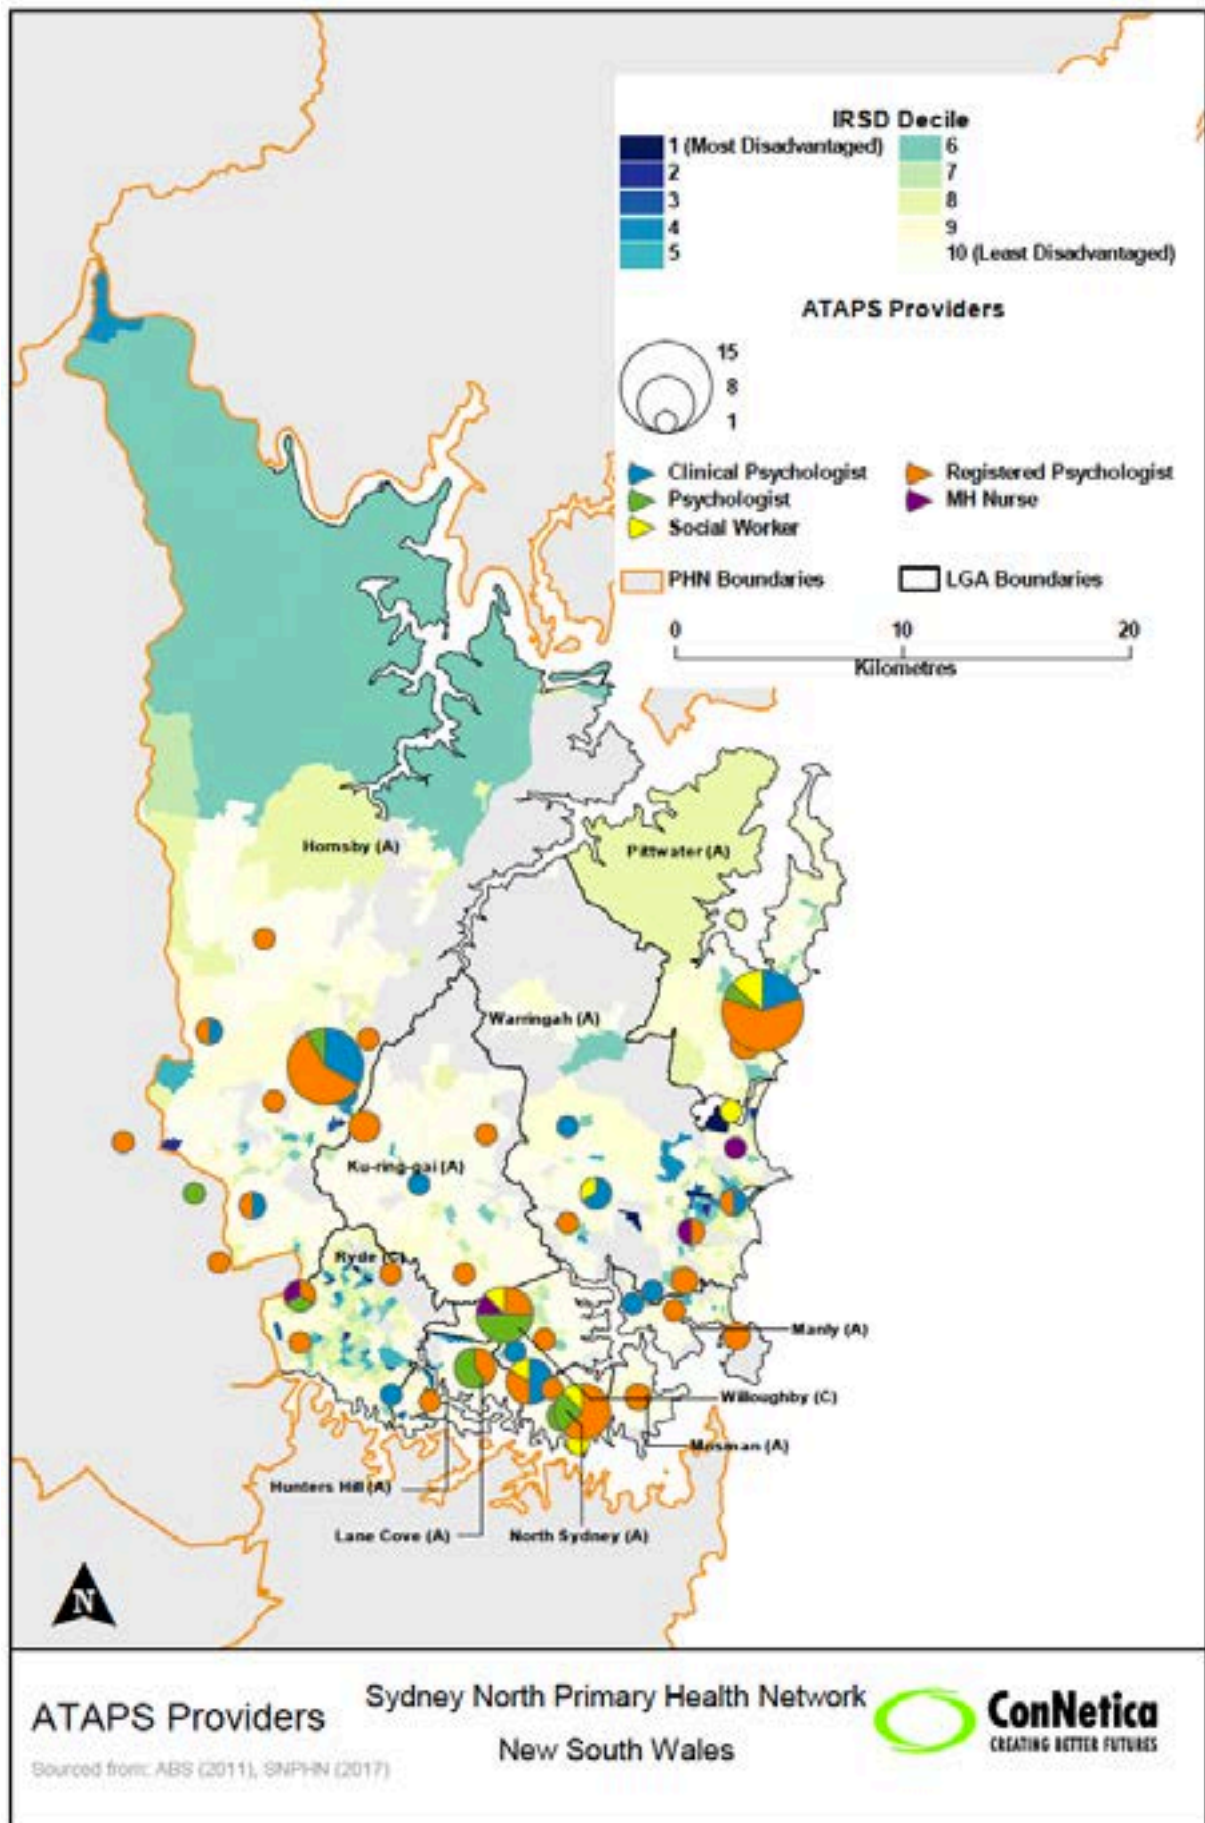 IRSD Decile
1 (Most Disadvantaged)
2
3
4
5
6
7
8
9
10 (Least Disadvantaged)
ATAPS Providers
15
8
1
Clinical Psychologist
Registered Psychologist
Psychologist
MH Nurse
Social Worker
PHN Boundaries
LGA Boundaries
0 10 20
Kilometres
Hornsby (A)
Pittwater (A)
Warringah (A)
Ku-ring-gai (A)
Ryde (C)
Manly (A)
Willoughby (C)
Mosman (A)
Hunters Hill (A)
Lane Cove (A)
North Sydney (A)
N
ATAPS Providers
Sourced from: ABS (2011), SNPHN (2017)
Sydney North Primary Health Network
New South Wales
ConNetica
CREATING BETTER FUTURES